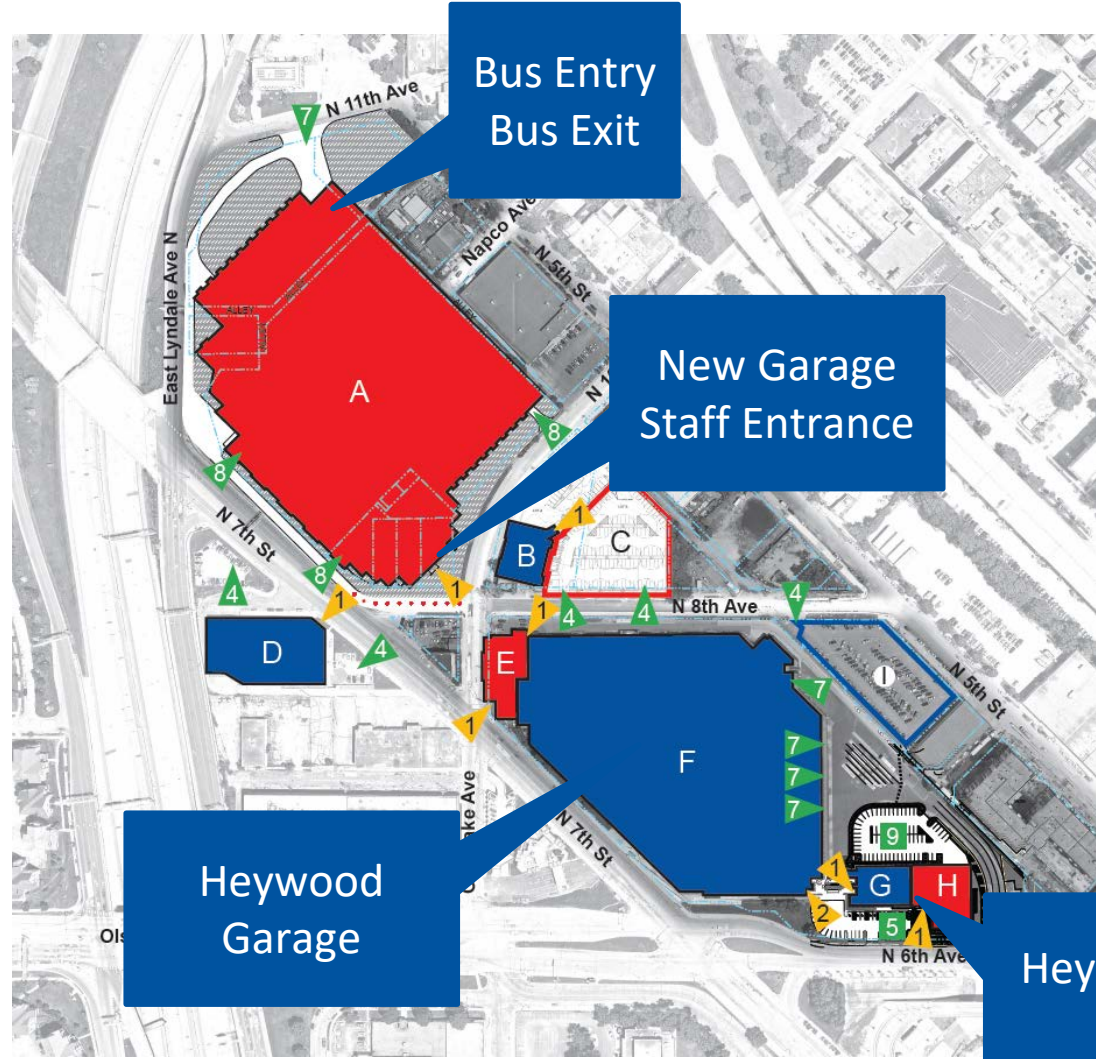 Bus Entry
Bus Exit
7
N 11th Ave
Napco Ave
N 5th St
East Lyndale Ave N
ALLEY
New Garage
Staff Entrance
A
8
8
N 7th St
1
B
C
8
1
4
1
1
4
4
N 8th Ave
4
D
4
E
I
N 5th St
7
1
F
7
7
7
N 7th St
9
Heywood
Garage
1
G
H
2
5
1
N 6th Ave
Hey